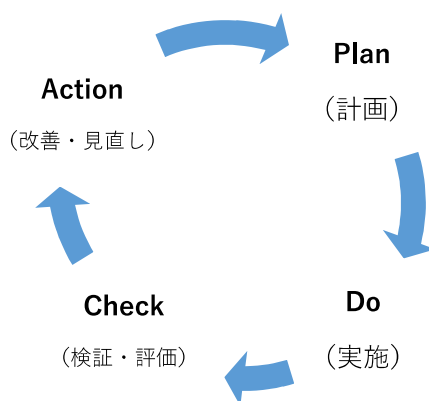 Plan
（計画）
Do
（実施）
Check
（検証・評価）
Action
（改善・見直し）